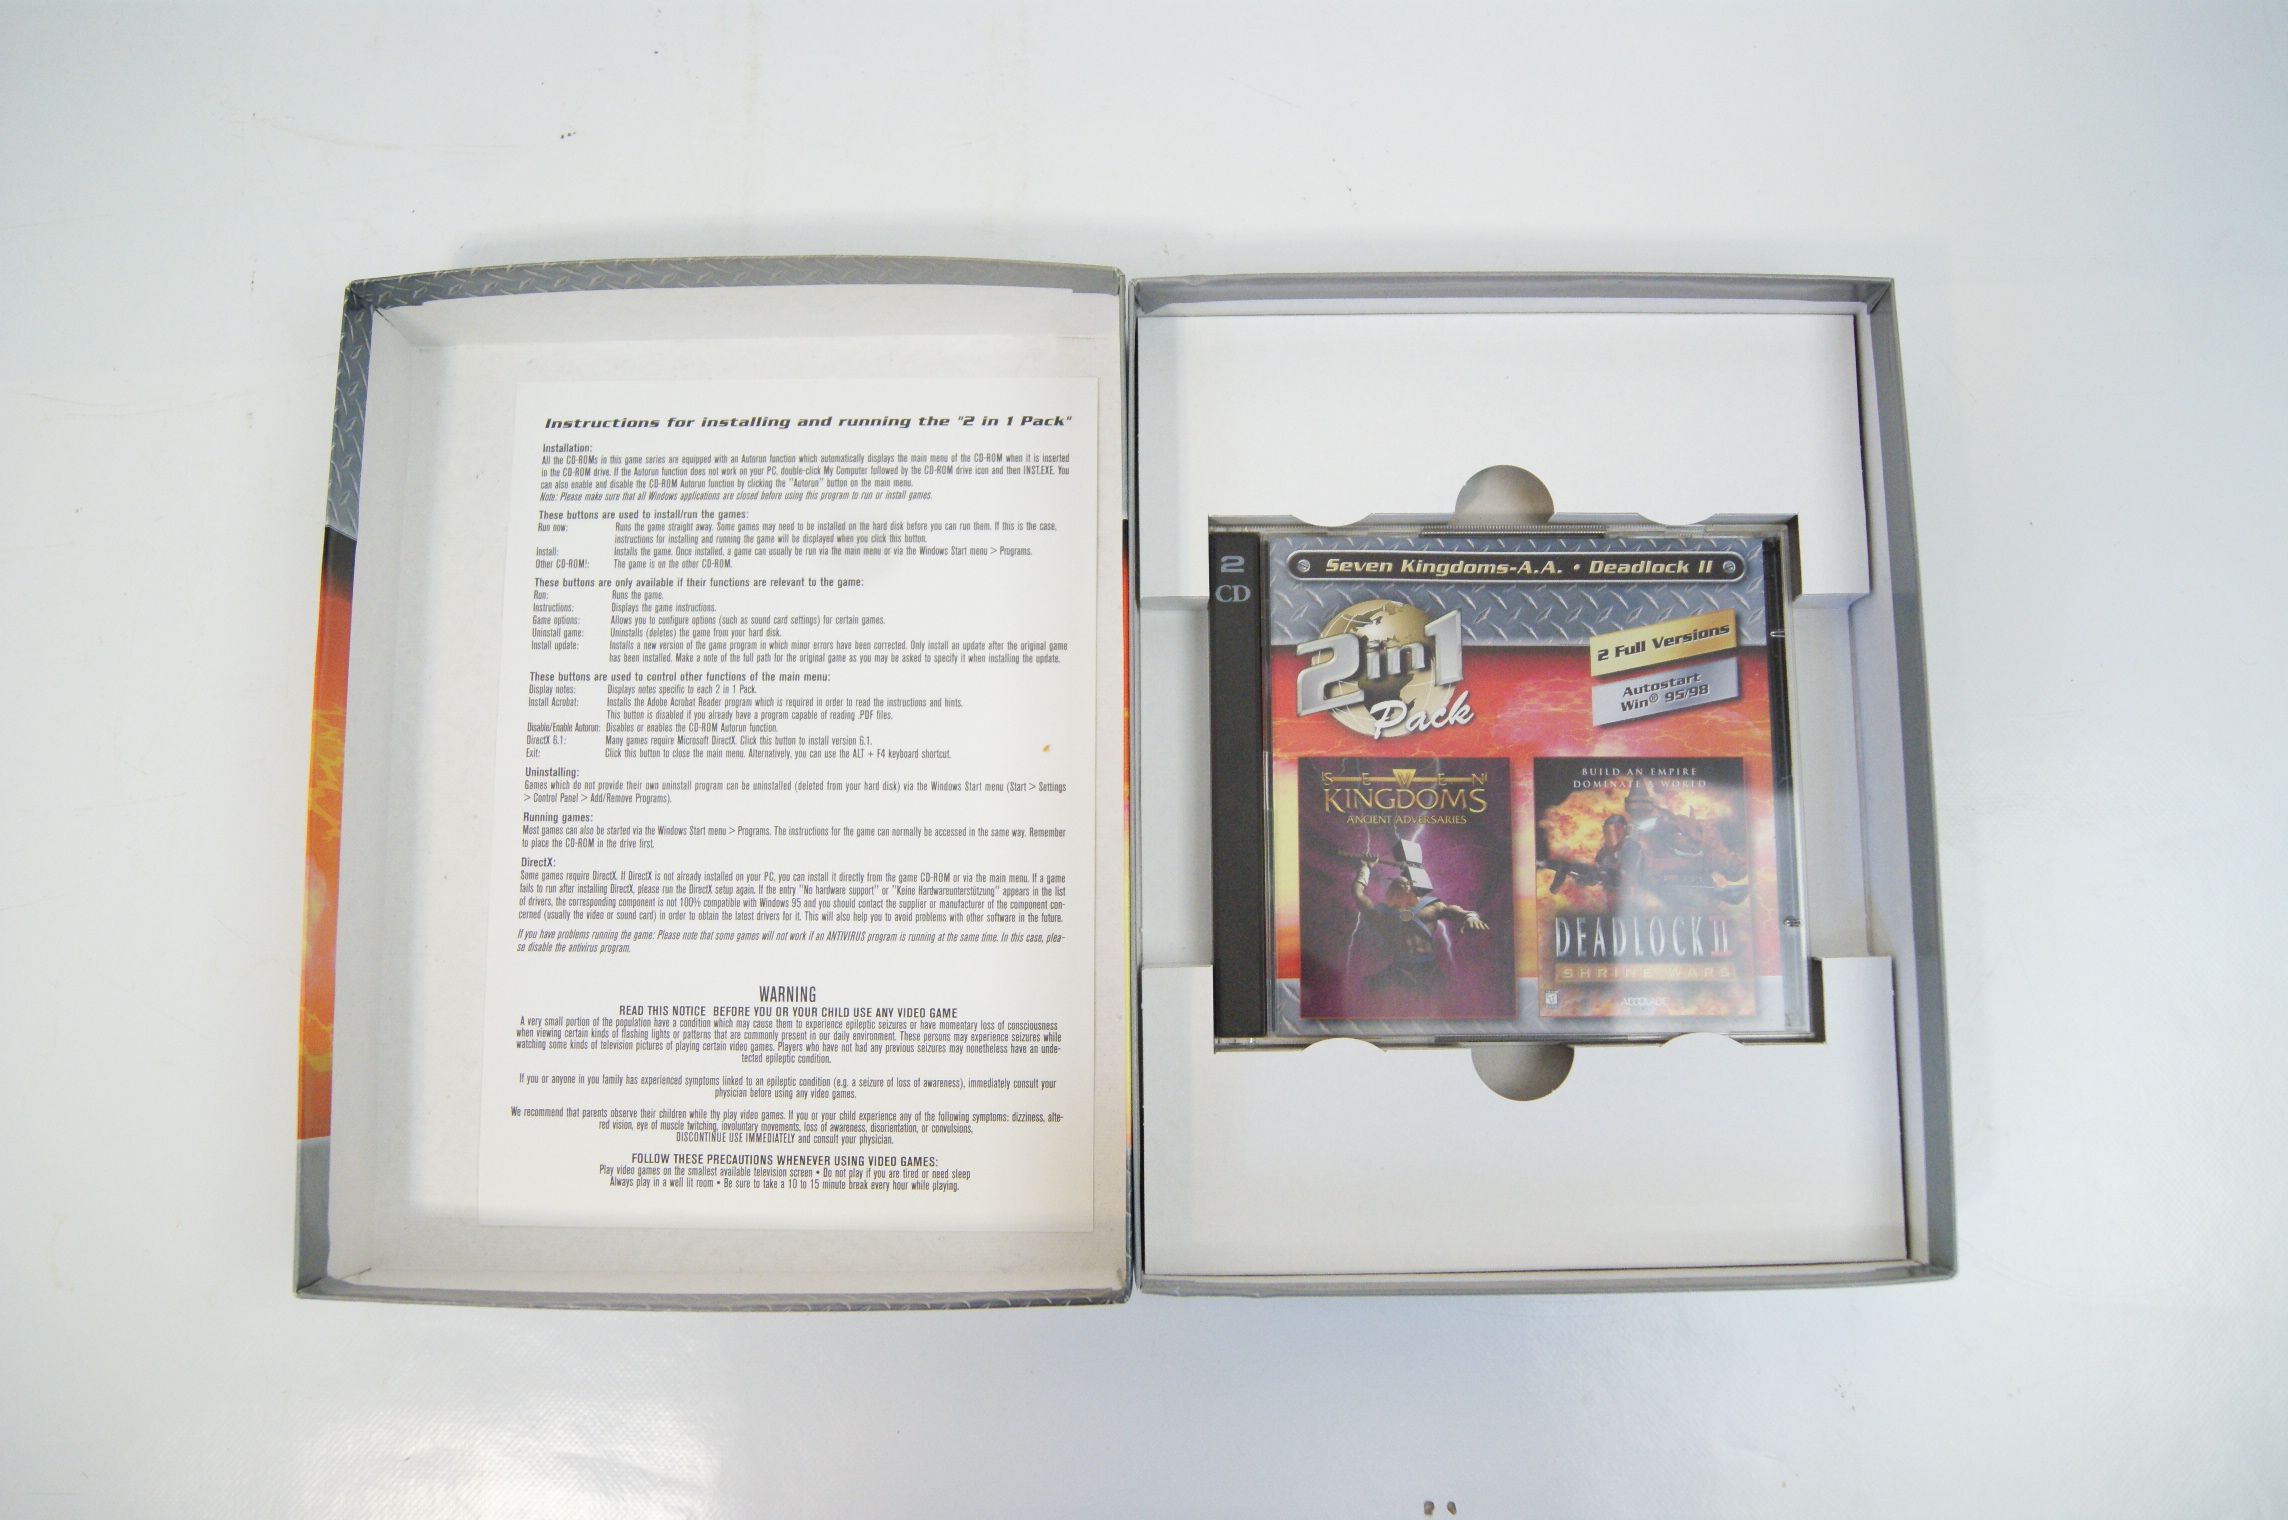 Instructions for installing and running the "2 in 1 Pack"
Installation:
All the CD-ROMs in this game series are equipped with an Autorun function which automatically displays the main menu of the CD-ROM when it is inserted
in the CD-ROM drive. If the Autorun function does not work on your PC, double-click My Computer followed by the CD-ROM drive icon and then INST.EXE. You
can also enable and disable the CD-ROM Autorun function by clicking the "Autorun" button on the main menu.
Note: Please make sure that all Windows applications are closed before using this program to run or install games.
These buttons are used to install/run the games:
Run now: Runs the game straight away. Some games may need to be installed on the hard disk before you can run them. If this is the case,
instructions for installing and running the game will be displayed when you click this button.
Install: Installs the game. Once installed, a game can usually be run via the main menu or via the Windows Start menu > Programs.
Other CD-ROM!: The game is on the other CD-ROM.
These buttons are only available if their functions are relevant to the game:
Run: Runs the game.
Instructions: Displays the game instructions.
Game options: Allows you to configure options (such as sound card settings) for certain games.
Uninstall game: Uninstalls (deletes) the game from your hard disk.
Install update: Installs a new version of the game program in which minor errors have been corrected. Only install an update after the original game
has been installed. Make a note of the full path for the original game as you may be asked to specify it when installing the update.
These buttons are used to control other functions of the main menu:
Display notes: Displays notes specific to each 2 in 1 Pack.
Install Acrobat: Installs the Adobe Acrobat Reader program which is required in order to read the instructions and hints.
This button is disabled if you already have a program capable of reading .PDF files.
Disable/Enable Autorun: Disables or enables the CD-ROM Autorun function.
DirectX 6.1: Many games require Microsoft DirectX. Click this button to install version 6.1.
Exit: Click this button to close the main menu. Alternatively, you can use the ALT + F4 keyboard shortcut.
Uninstalling:
Games which do not provide their own uninstall program can be uninstalled (deleted from your hard disk) via the Windows Start menu (Start > Settings
> Control Panel > Add/Remove Programs).
Running games:
Most games can also be started via the Windows Start menu > Programs. The instructions for the game can normally be accessed in the same way. Remember
to place the CD-ROM in the drive first.
DirectX:
Some games require DirectX. If DirectX is not already installed on your PC, you can install it directly from the game CD-ROM or via the main menu. If a game
fails to run after installing DirectX, please run the DirectX setup again. If the entry "No hardware support" or "Keine Hardwareunterstützung" appears in the list
of drivers, the corresponding component is not 100% compatible with Windows 95 and you should contact the supplier or manufacturer of the component con-
cerned (usually the video or sound card) in order to obtain the latest drivers for it. This will also help you to avoid problems with other software in the future.
If you have problems running the game: Please note that some games will not work if an ANTIVIRUS program is running at the same time. In this case, plea-
se disable the antivirus program.
WARNING
READ THIS NOTICE BEFORE YOU OR YOUR CHILD USE ANY VIDEO GAME
A very small portion of the population have a condition which may cause them to experience epileptic seizures or have momentary loss of consciousness
when viewing certain kinds of flashing lights or patterns that are commonly present in our daily environment. These persons may experience seizures while
watching some kinds of television pictures of playing certain video games. Players who have not had any previous seizures may nonetheless have an unde-
tected epileptic condition.
If you or anyone in you family has experienced symptoms linked to an epileptic condition (e.g. a seizure of loss of awareness), immediately consult your
physician before using any video games.
We recommend that parents observe their children while thy play video games. If you or your child experience any of the following symptoms: dizziness, alte-
red vision, eye of muscle twitching, involuntary movements, loss of awareness, disorientation, or convulsions,
DISCONTINUE USE IMMEDIATELY and consult your physician.
FOLLOW THESE PRECAUTIONS WHENEVER USING VIDEO GAMES:
Play video games on the smallest available television screen • Do not play if you are tired or need sleep
Always play in a well lit room • Be sure to take a 10 to 15 minute break every hour while playing.
2
CD
Seven Kingdoms-A.A. • Deadlock II
2in1
Pack
2 Full Versions
Autostart
Win® 95/98
SEVEN
KINGDOMS
ANCIENT ADVERSARIES
BUILD AN EMPIRE
DOMINATE A WORLD
DEADLOCK II
SHRINE WARS
ACCOLADE